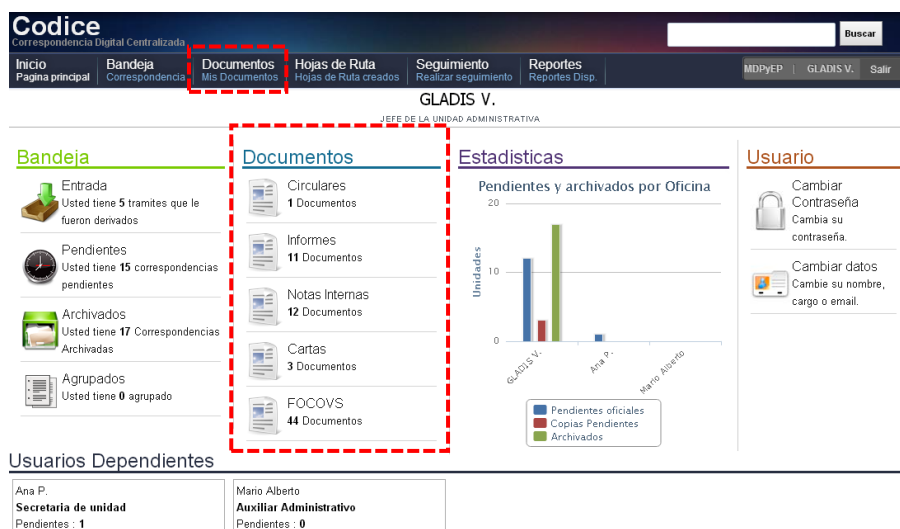 Codice
Correspondencia Digital Centralizada
Buscar
Inicio
Pagina principal
Bandeja
Correspondencia
Documentos
Mis Documentos
Hojas de Ruta
Hojas de Ruta creados
Seguimiento
Realizar seguimiento
Reportes
Reportes Disp.
MDPyEP | GLADIS V. Salir
GLADIS V.
JEFE DE LA UNIDAD ADMINISTRATIVA
Bandeja
Entrada
Usted tiene 5 tramites que le
fueron derivados
Pendientes
Usted tiene 15 correspondencias
pendientes
Archivados
Usted tiene 17 Correspondencias
Archivadas
Agrupados
Usted tiene 0 agrupado
Documentos
Circulares
1 Documentos
Informes
11 Documentos
Notas Internas
12 Documentos
Cartas
3 Documentos
FOCOVS
44 Documentos
Estadisticas
Pendientes y archivados por Oficina
20
10
0
Unidades
GLADIS V.
Ana P.
Mario Alberto
Pendientes oficiales
Copias Pendientes
Archivados
Usuario
Cambiar
Contraseña
Cambia su
contraseña.
Cambiar datos
Cambie su nombre,
cargo o email.
Usuarios Dependientes
Ana P.
Secretaria de unidad
Pendientes : 1
Mario Alberto
Auxiliar Administrativo
Pendientes : 0